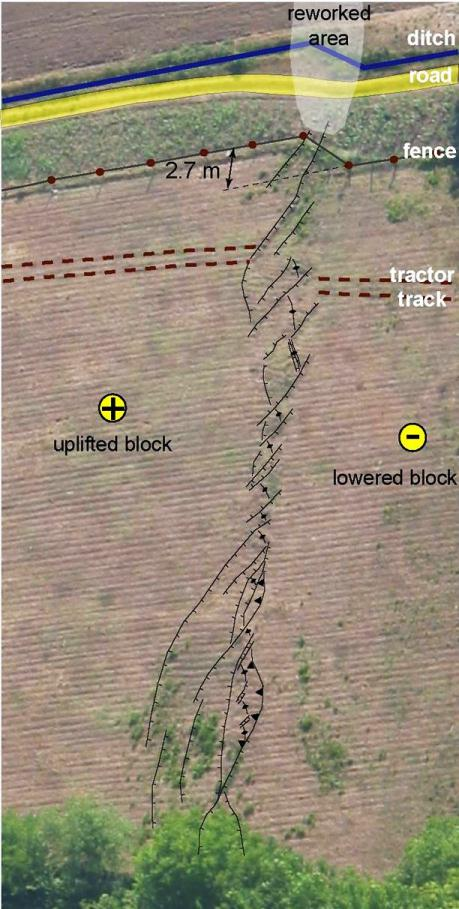 reworked
area
ditch
road
fence
2.7 m
tractor
track
+
uplifted block
-
lowered block